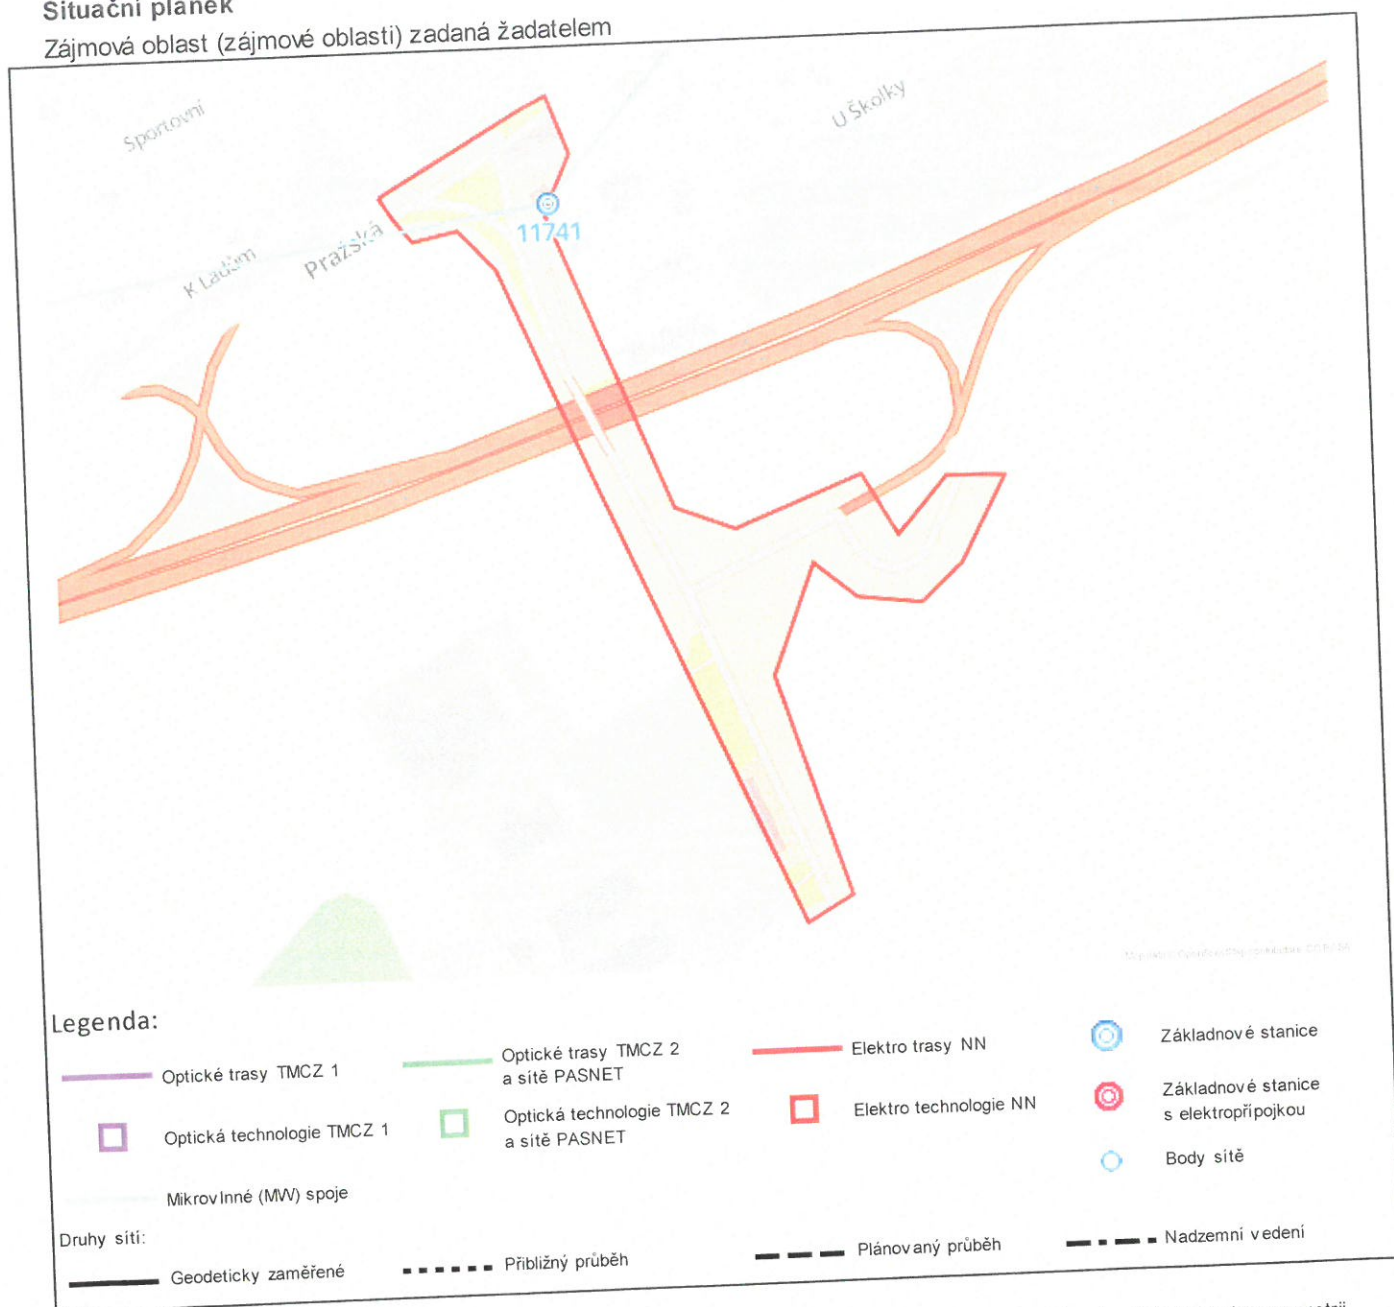 Situační plánek
Zájmová oblast (zájmové oblasti) zadaná žadatelem
Sportovní
U Školky
11741
Pražská
K Ladům
Legenda:
Optické trasy TMCZ 1
Optické trasy TMCZ 2
a sítě PASNET
Elektro trasy NN
Základnové stanice
Optická technologie TMCZ 1
Optická technologie TMCZ 2
a sítě PASNET
Elektro technologie NN
Základnové stanice
s elektropřípojkou
Body sítě
Mikrovlnné (MW) spoje
Druhy sítí:
Geodeticky zaměřené
Přibližný průběh
Plánovaný průběh
Nadzemní vedení